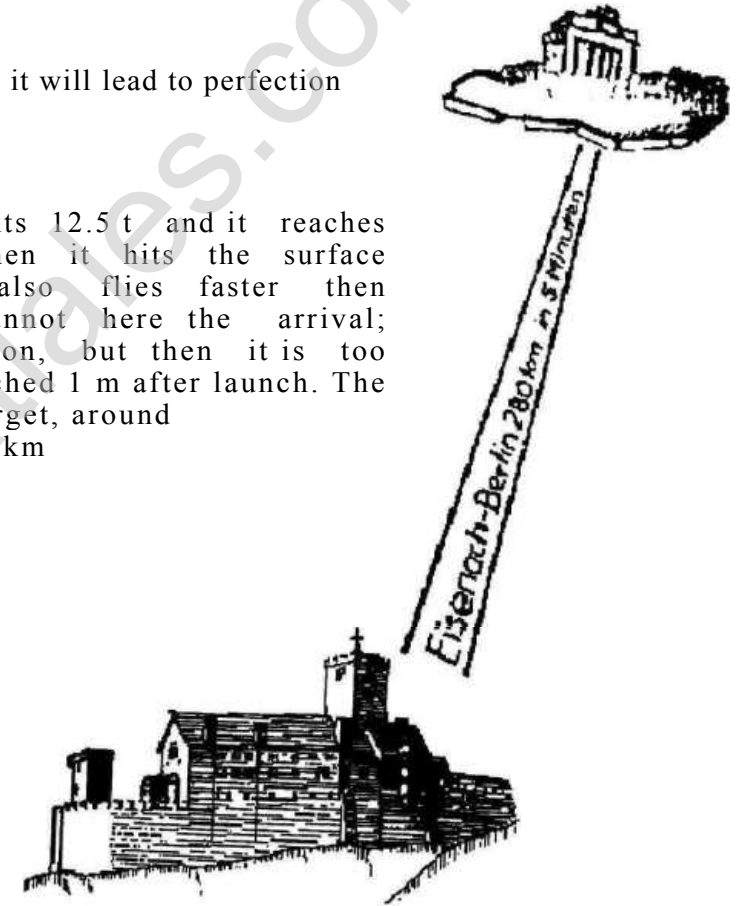 it will lead to perfection
ts 12.5 t and it reaches
en it hits the surface
also flies faster then
nnot here the arrival;
on, but then it is too
hed 1 m after launch. The
rget, around
km
Eisenach-Berlin 280 km in 5 Minuten
uales.com